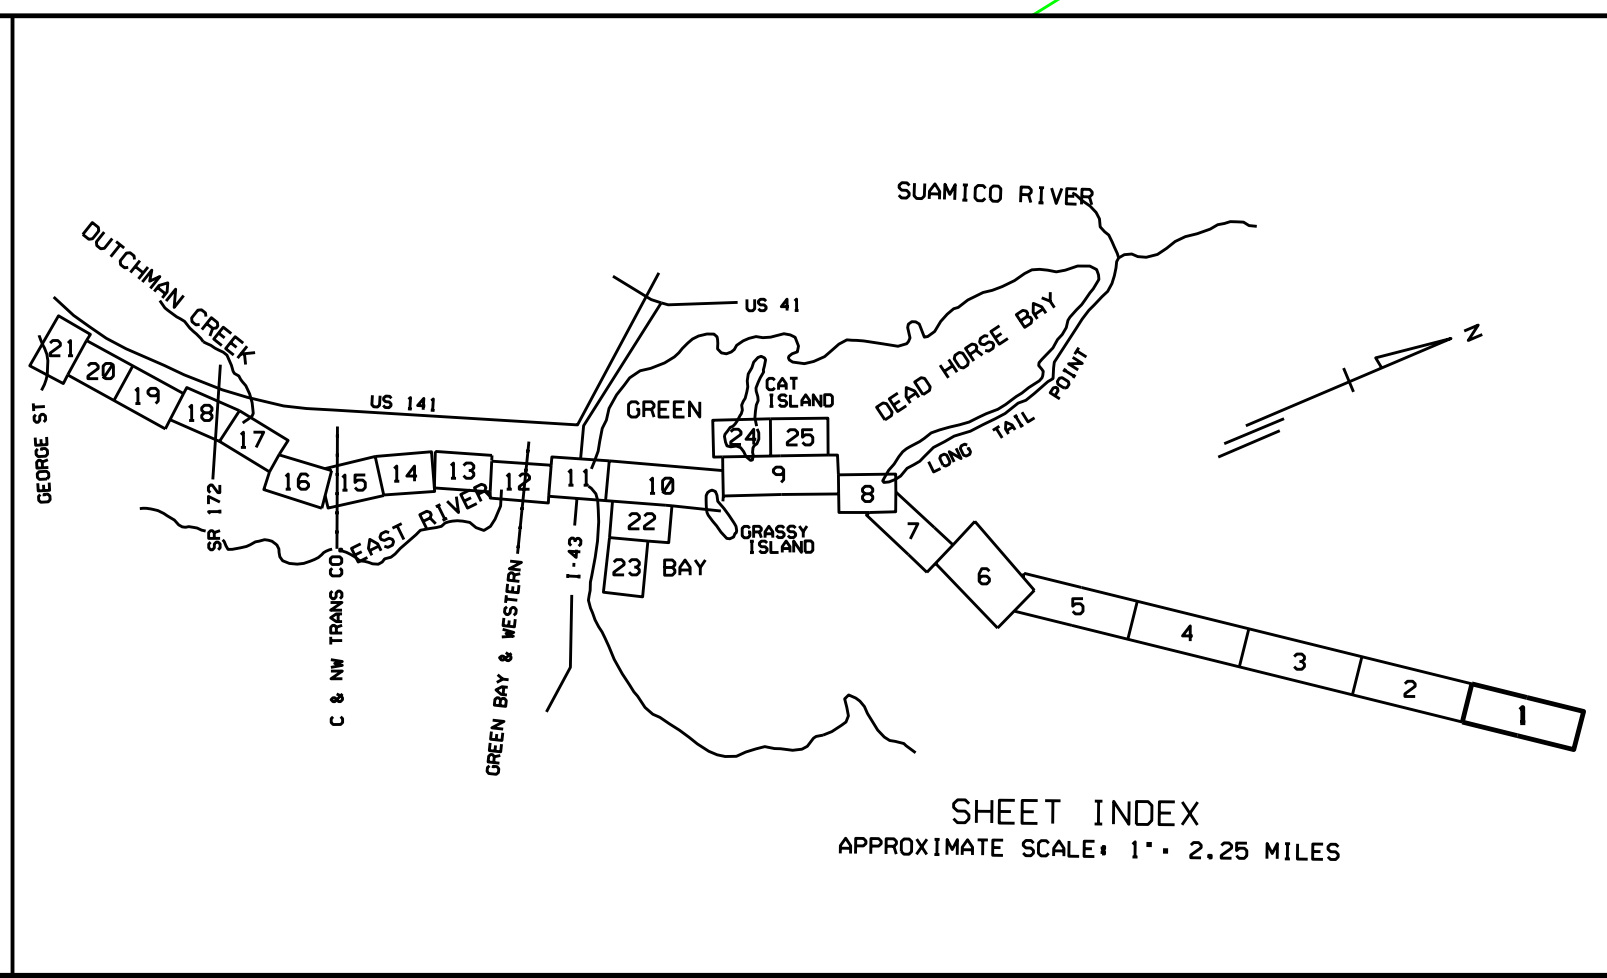 SUAMICO RIVER
DUTCHMAN CREEK
US 41
N
DEAD HORSE BAY
LONG TAIL POINT
CAT
ISLAND
GREEN
US 141
GEORGE ST
21
20
19
18
17
16
15
14
13
12
11
10
9
8
7
6
5
4
3
2
1
24
25
22
23
BAY
GRASSY
ISLAND
SR 172
EAST RIVER
I-43
C & NW TRANS CO
GREEN BAY & WESTERN
SHEET INDEX
APPROXIMATE SCALE: 1"= 2.25 MILES